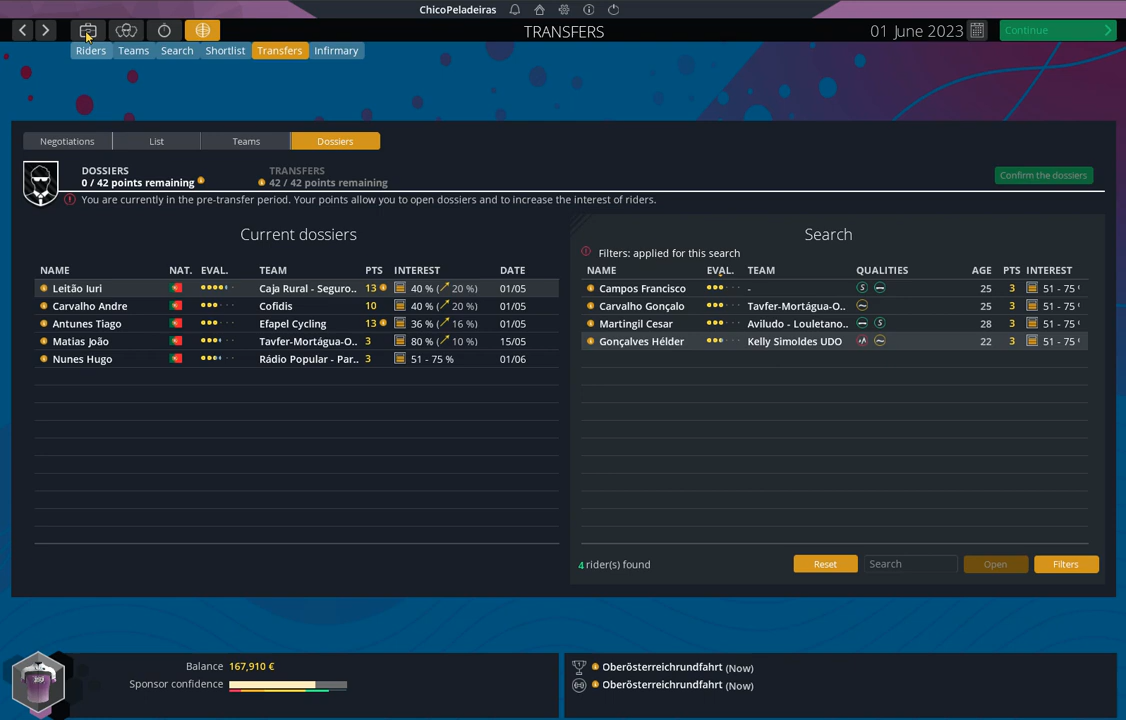 ChicoPeladeiras
TRANSFERS
01 June 2023
Continue
Riders Teams Search Shortlist Transfers Infirmary
Negotiations List Teams Dossiers
DOSSIERS
0 / 42 points remaining
TRANSFERS
42 / 42 points remaining
Confirm the dossiers
You are currently in the pre-transfer period. Your points allow you to open dossiers and to increase the interest of riders.
Current dossiers
NAME NAT. EVAL. TEAM PTS INTEREST DATE
Leitão Iuri Caja Rural - Seguro.. 13 40 % ( 20 %) 01/05
Carvalho Andre Cofidis 10 40 % ( 20 %) 01/05
Antunes Tiago Efapel Cycling 13 36 % ( 16 %) 01/05
Matias João Tavfer-Mortágua-O.. 3 80 % ( 10 %) 15/05
Nunes Hugo Rádio Popular - Par.. 3 51 - 75 % 01/06
Search
Filters: applied for this search
NAME EVAL. TEAM QUALITIES AGE PTS INTEREST
Campos Francisco - S 25 3 51 - 75
Carvalho Gonçalo Tavfer-Mortágua-O.. 25 3 51 - 75
Martingil Cesar Aviludo - Louletano.. S 28 3 51 - 75
Gonçalves Hélder Kelly Simoldes UDO 22 3 51 - 75
4 rider(s) found
Reset
Search
Open
Filters
Balance 167,910 €
Sponsor confidence
Oberösterreichrundfahrt (Now)
Oberösterreichrundfahrt (Now)